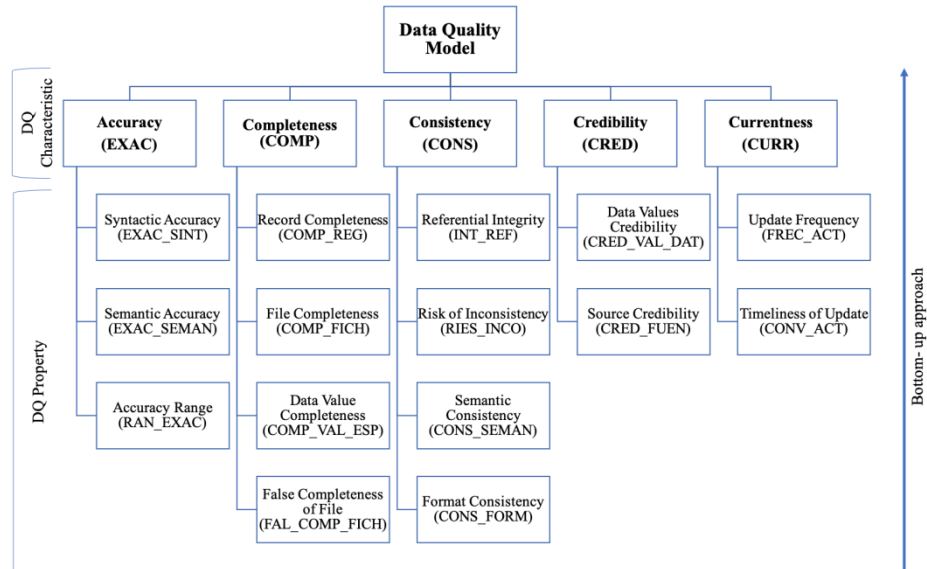 Data Quality
Model
DQ
Characteristic
Accuracy
(EXAC)
Completeness
(COMP)
Consistency
(CONS)
Credibility
(CRED)
Currentness
(CURR)
DQ Property
Syntactic Accuracy
(EXAC_SINT)
Record Completeness
(COMP_REG)
Referential Integrity
(INT_REF)
Data Values
Credibility
(CRED_VAL_DAT)
Update Frequency
(FREC_ACT)
Semantic Accuracy
(EXAC_SEMAN)
File Completeness
(COMP_FICH)
Risk of Inconsistency
(RIES_INCO)
Source Credibility
(CRED_FUEN)
Timeliness of Update
(CONV_ACT)
Accuracy Range
(RAN_EXAC)
Data Value
Completeness
(COMP_VAL_ESP)
Semantic
Consistency
(CONS_SEMAN)
False Completeness
of File
(FAL_COMP_FICH)
Format Consistency
(CONS_FORM)
Bottom- up approach